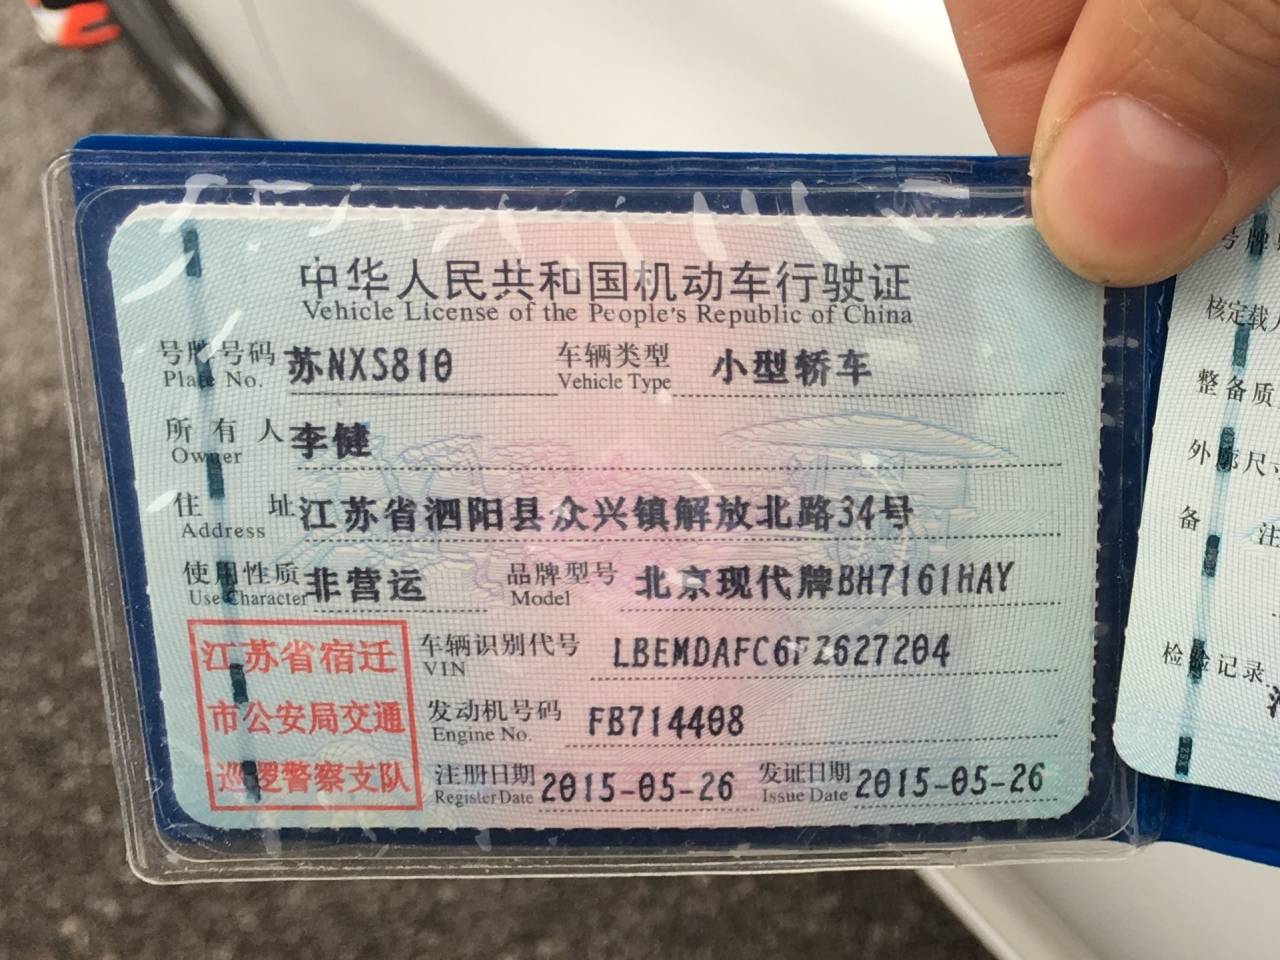 中华人民共和国机动车行驶证
Vehicle License of the People's Republic of China
号牌号码 苏NXS810 车辆类型 小型轿车
Plate No. Vehicle Type
所有人 李健
Owner
住址 江苏省泗阳县众兴镇解放北路34号
Address
使用性质 非营运 品牌型号 北京现代牌BH7161HAY
Use Character Model
江苏省宿迁
市公安局交通
巡逻警察支队
车辆识别代号 LBEMDAFC6FZ627204
VIN
发动机号码 FB714408
Engine No.
注册日期 2015-05-26 发证日期 2015-05-26
Register Date Issue Date
号牌
核定载人
整备质
外廓尺寸
备
注
检验记录